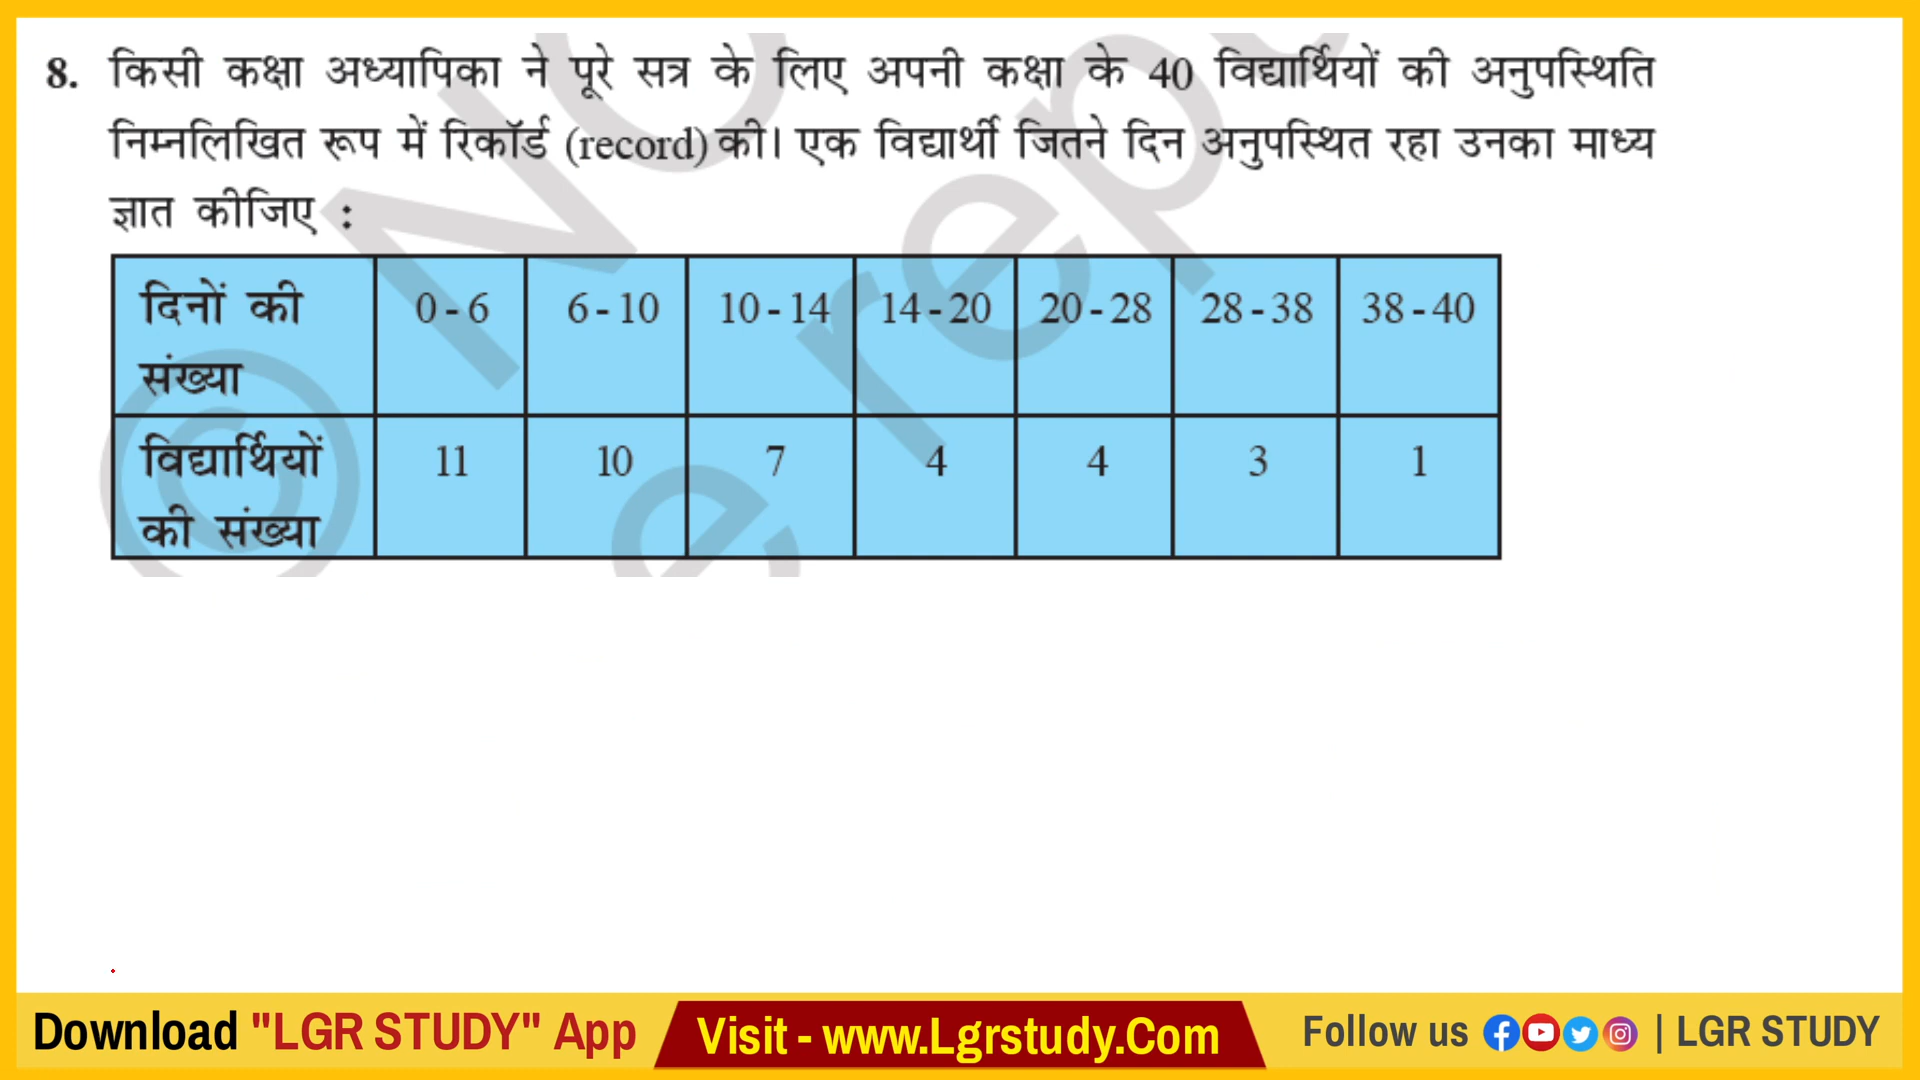 8. किसी कक्षा अध्यापिका ने पूरे सत्र के लिए अपनी कक्षा के 40 विद्यार्थियों की अनुपस्थिति
निम्नलिखित रूप में रिकॉर्ड (record) की। एक विद्यार्थी जितने दिन अनुपस्थित रहा उनका माध्य
ज्ञात कीजिए :
दिनों की संख्या 0 - 6 6 - 10 10 - 14 14 - 20 20 - 28 28 - 38 38 - 40
विद्यार्थियों की संख्या 11 10 7 4 4 3 1
Download "LGR STUDY" App Visit - www.Lgrstudy.Com Follow us | LGR STUDY